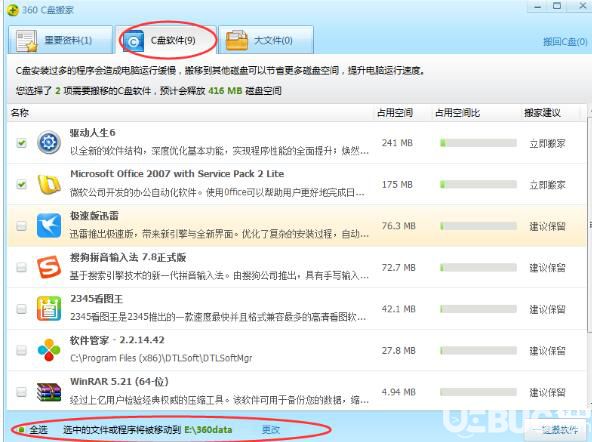 360 C盘搬家
重要资料(1) C盘软件(9) 大文件(0) 搬回C盘(0)
C盘安装过多的程序会造成电脑运行缓慢，搬移到其他磁盘可以节省更多磁盘空间，提升电脑运行速度。
您选择了 2 项需要搬移的C盘软件，预计会释放 416 MB 磁盘空间
名称 占用空间 占用空间比 搬家建议
驱动人生6
以全新的软件结构，深度优化基本功能，实现程序性能的全面提升；焕然... 241 MB 立即搬家
Microsoft Office 2007 with Service Pack 2 Lite
微软公司开发的办公自动化软件。使用Office可以帮助用户更好地完成日... 175 MB 立即搬家
极速版迅雷
迅雷推出极速版，带来新引擎与全新界面。优化了复杂的安装过程，自动... 76.3 MB 建议保留
搜狗拼音输入法 7.8正式版
基于搜索引擎技术的新一代拼音输入法。由搜狐公司推出，具有手写输入... 72.7 MB 建议保留
2345看图王
2345看图王是2345推出的一款速度最快并且格式兼容最多的高清看图软... 42.1 MB 建议保留
软件管家 - 2.2.14.42
C:\Program Files (x86)\DTLSoft\DTLSoftMgr 27.8 MB 建议保留
WinRAR 5.21 (64-位)
经过上亿用户检验经典权威的压缩工具。该软件可用于备份您的数据，缩... 4.94 MB 建议保留
全选 选中的文件或程序将被移动到 E:\360data 更改 一键搬软件